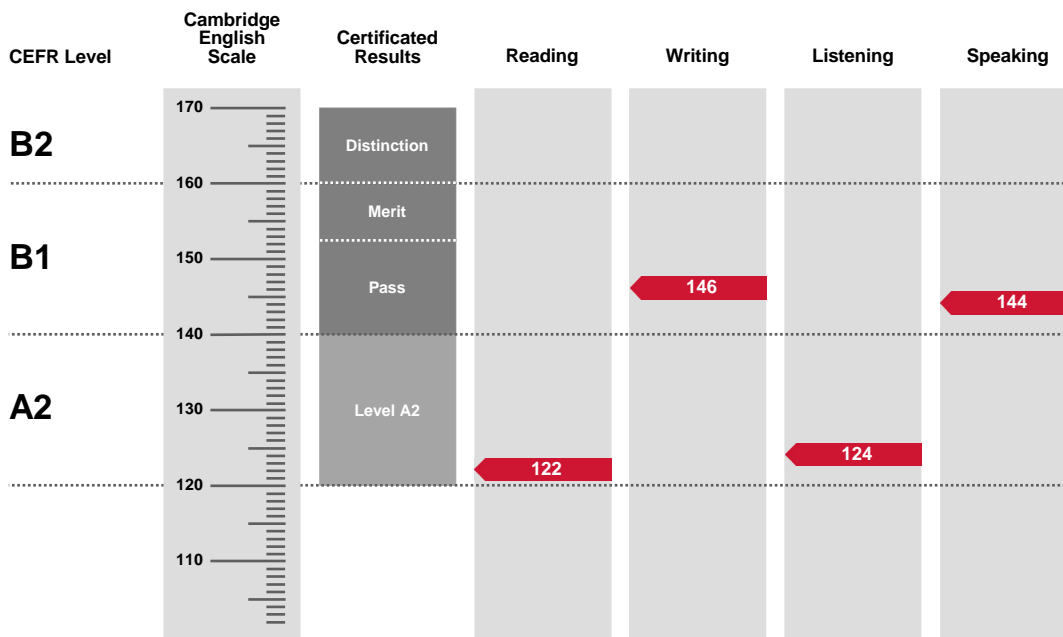 CEFR Level
Cambridge
English
Scale
Certificated
Results
Reading
Writing
Listening
Speaking
170
B2
Distinction
160
Merit
B1
150
Pass
146
144
140
A2
130
Level A2
124
122
120
110